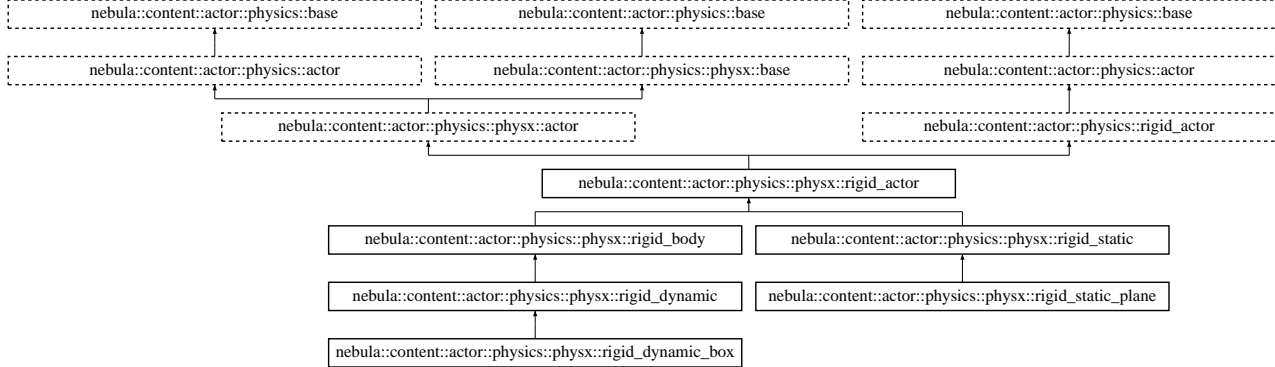 nebula::content::actor::physics::base
nebula::content::actor::physics::base
nebula::content::actor::physics::base
nebula::content::actor::physics::actor
nebula::content::actor::physics::physx::base
nebula::content::actor::physics::actor
nebula::content::actor::physics::physx::actor
nebula::content::actor::physics::rigid_actor
nebula::content::actor::physics::physx::rigid_actor
nebula::content::actor::physics::physx::rigid_body
nebula::content::actor::physics::physx::rigid_static
nebula::content::actor::physics::physx::rigid_dynamic
nebula::content::actor::physics::physx::rigid_static_plane
nebula::content::actor::physics::physx::rigid_dynamic_box